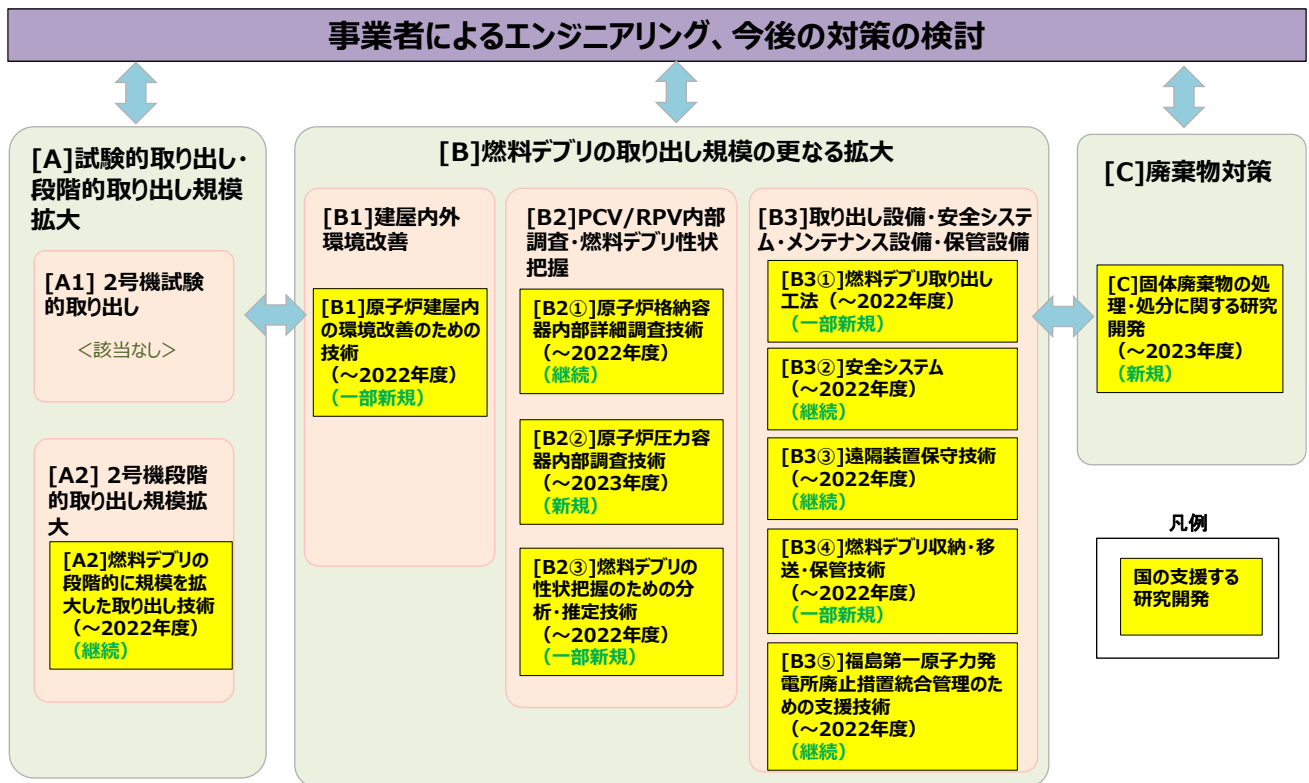 事業者によるエンジニアリング、今後の対策の検討
[A]試験的取り出し・
段階的取り出し規模
拡大
[A1] 2号機試験
的取り出し
＜該当なし＞
[A2] 2号機段階
的取り出し規模拡
大
[A2]燃料デブリの
段階的に規模を拡
大した取り出し技術
（～2022年度）
（継続）
[B]燃料デブリの取り出し規模の更なる拡大
[B1]建屋内外
環境改善
[B1]原子炉建屋内
の環境改善のための
技術
（～2022年度）
（一部新規）
[B2]PCV/RPV内部
調査・燃料デブリ性状
把握
[B2①]原子炉格納容
器内部詳細調査技術
（～2022年度）
（継続）
[B2②]原子炉圧力容
器内部調査技術
（～2023年度）
（新規）
[B2③]燃料デブリの
性状把握のための分
析・推定技術
（～2022年度）
（一部新規）
[B3]取り出し設備・安全システ
ム・メンテナンス設備・保管設備
[B3①]燃料デブリ取り出し
工法（～2022年度）
（一部新規）
[B3②]安全システム
（～2022年度）
（継続）
[B3③]遠隔装置保守技術
（～2022年度）
（継続）
[B3④]燃料デブリ収納・移
送・保管技術
（～2022年度）
（一部新規）
[B3⑤]福島第一原子力発
電所廃止措置統合管理のた
めの支援技術
（～2022年度）
（継続）
[C]廃棄物対策
[C]固体廃棄物の処
理・処分に関する研究
開発
（～2023年度）
（新規）
凡例
国の支援する
研究開発